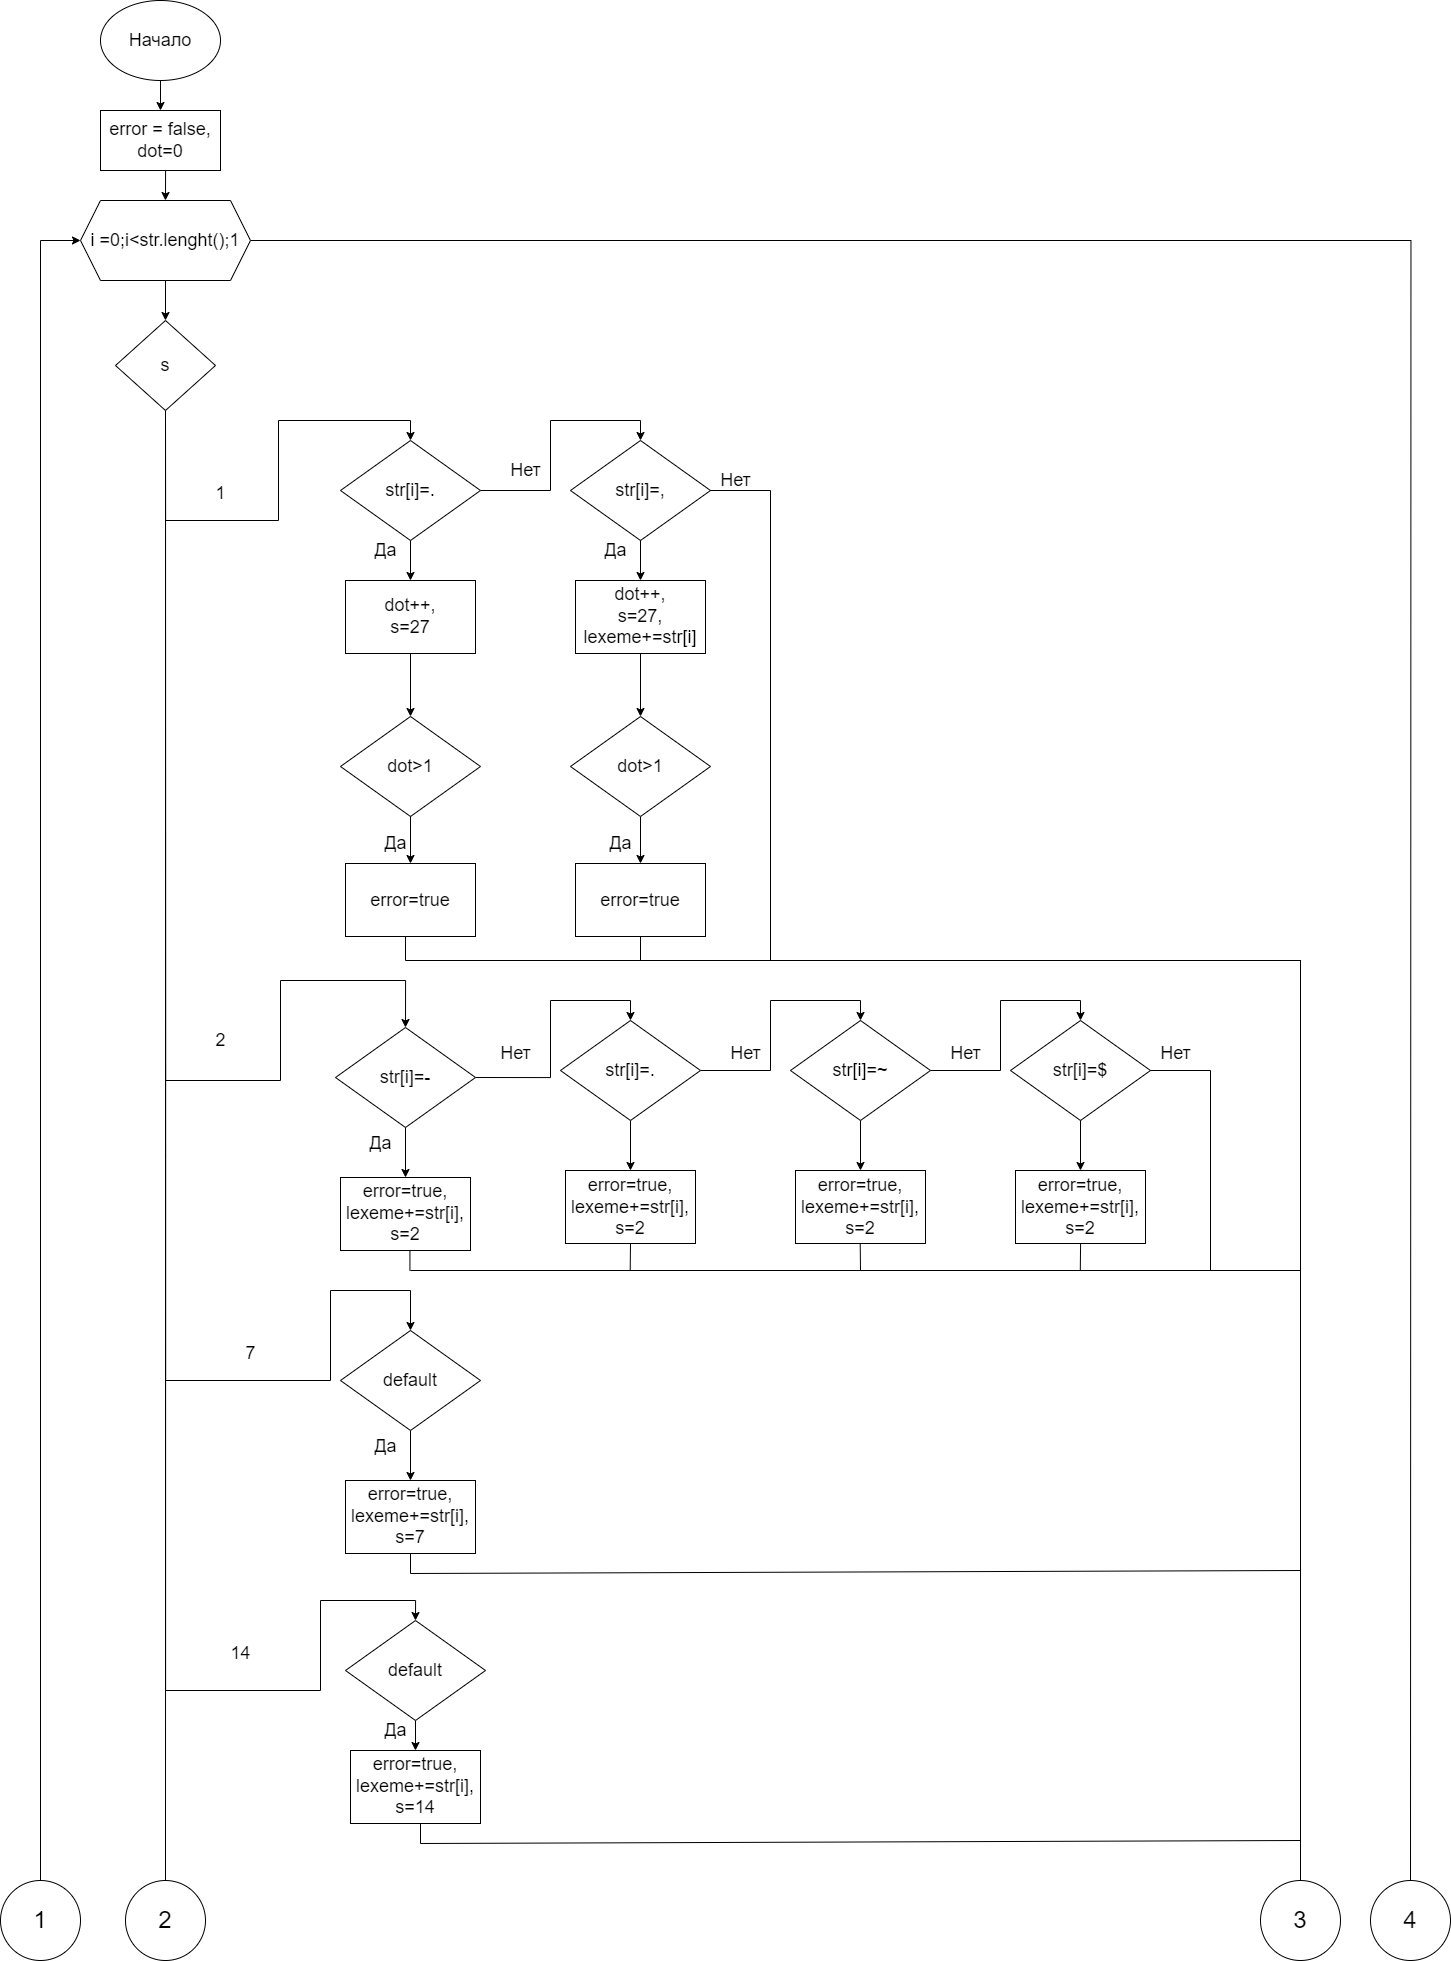 Начало
error = false,
dot=0
i =0;i<str.lenght();1
s
1
str[i]=.
Нет
str[i]=,
Нет
Да
Да
dot++,
s=27
dot++,
s=27,
lexeme+=str[i]
dot>1
dot>1
Да
Да
error=true
error=true
2
str[i]=-
Нет
str[i]=.
Нет
str[i]=~
Нет
str[i]=$
Нет
Да
error=true,
lexeme+=str[i],
s=2
error=true,
lexeme+=str[i],
s=2
error=true,
lexeme+=str[i],
s=2
error=true,
lexeme+=str[i],
s=2
7
default
Да
error=true,
lexeme+=str[i],
s=7
14
default
Да
error=true,
lexeme+=str[i],
s=14
1
2
3
4